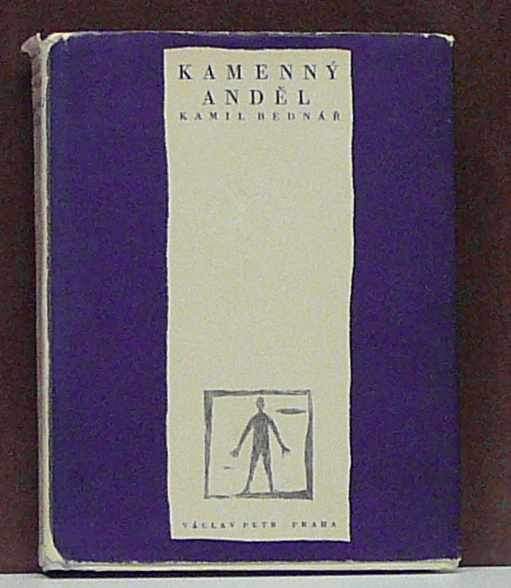 KAMENNÝ
ANDĚL
KAMIL BEDNÁŘ
VÁCLAV PETR PRAHA